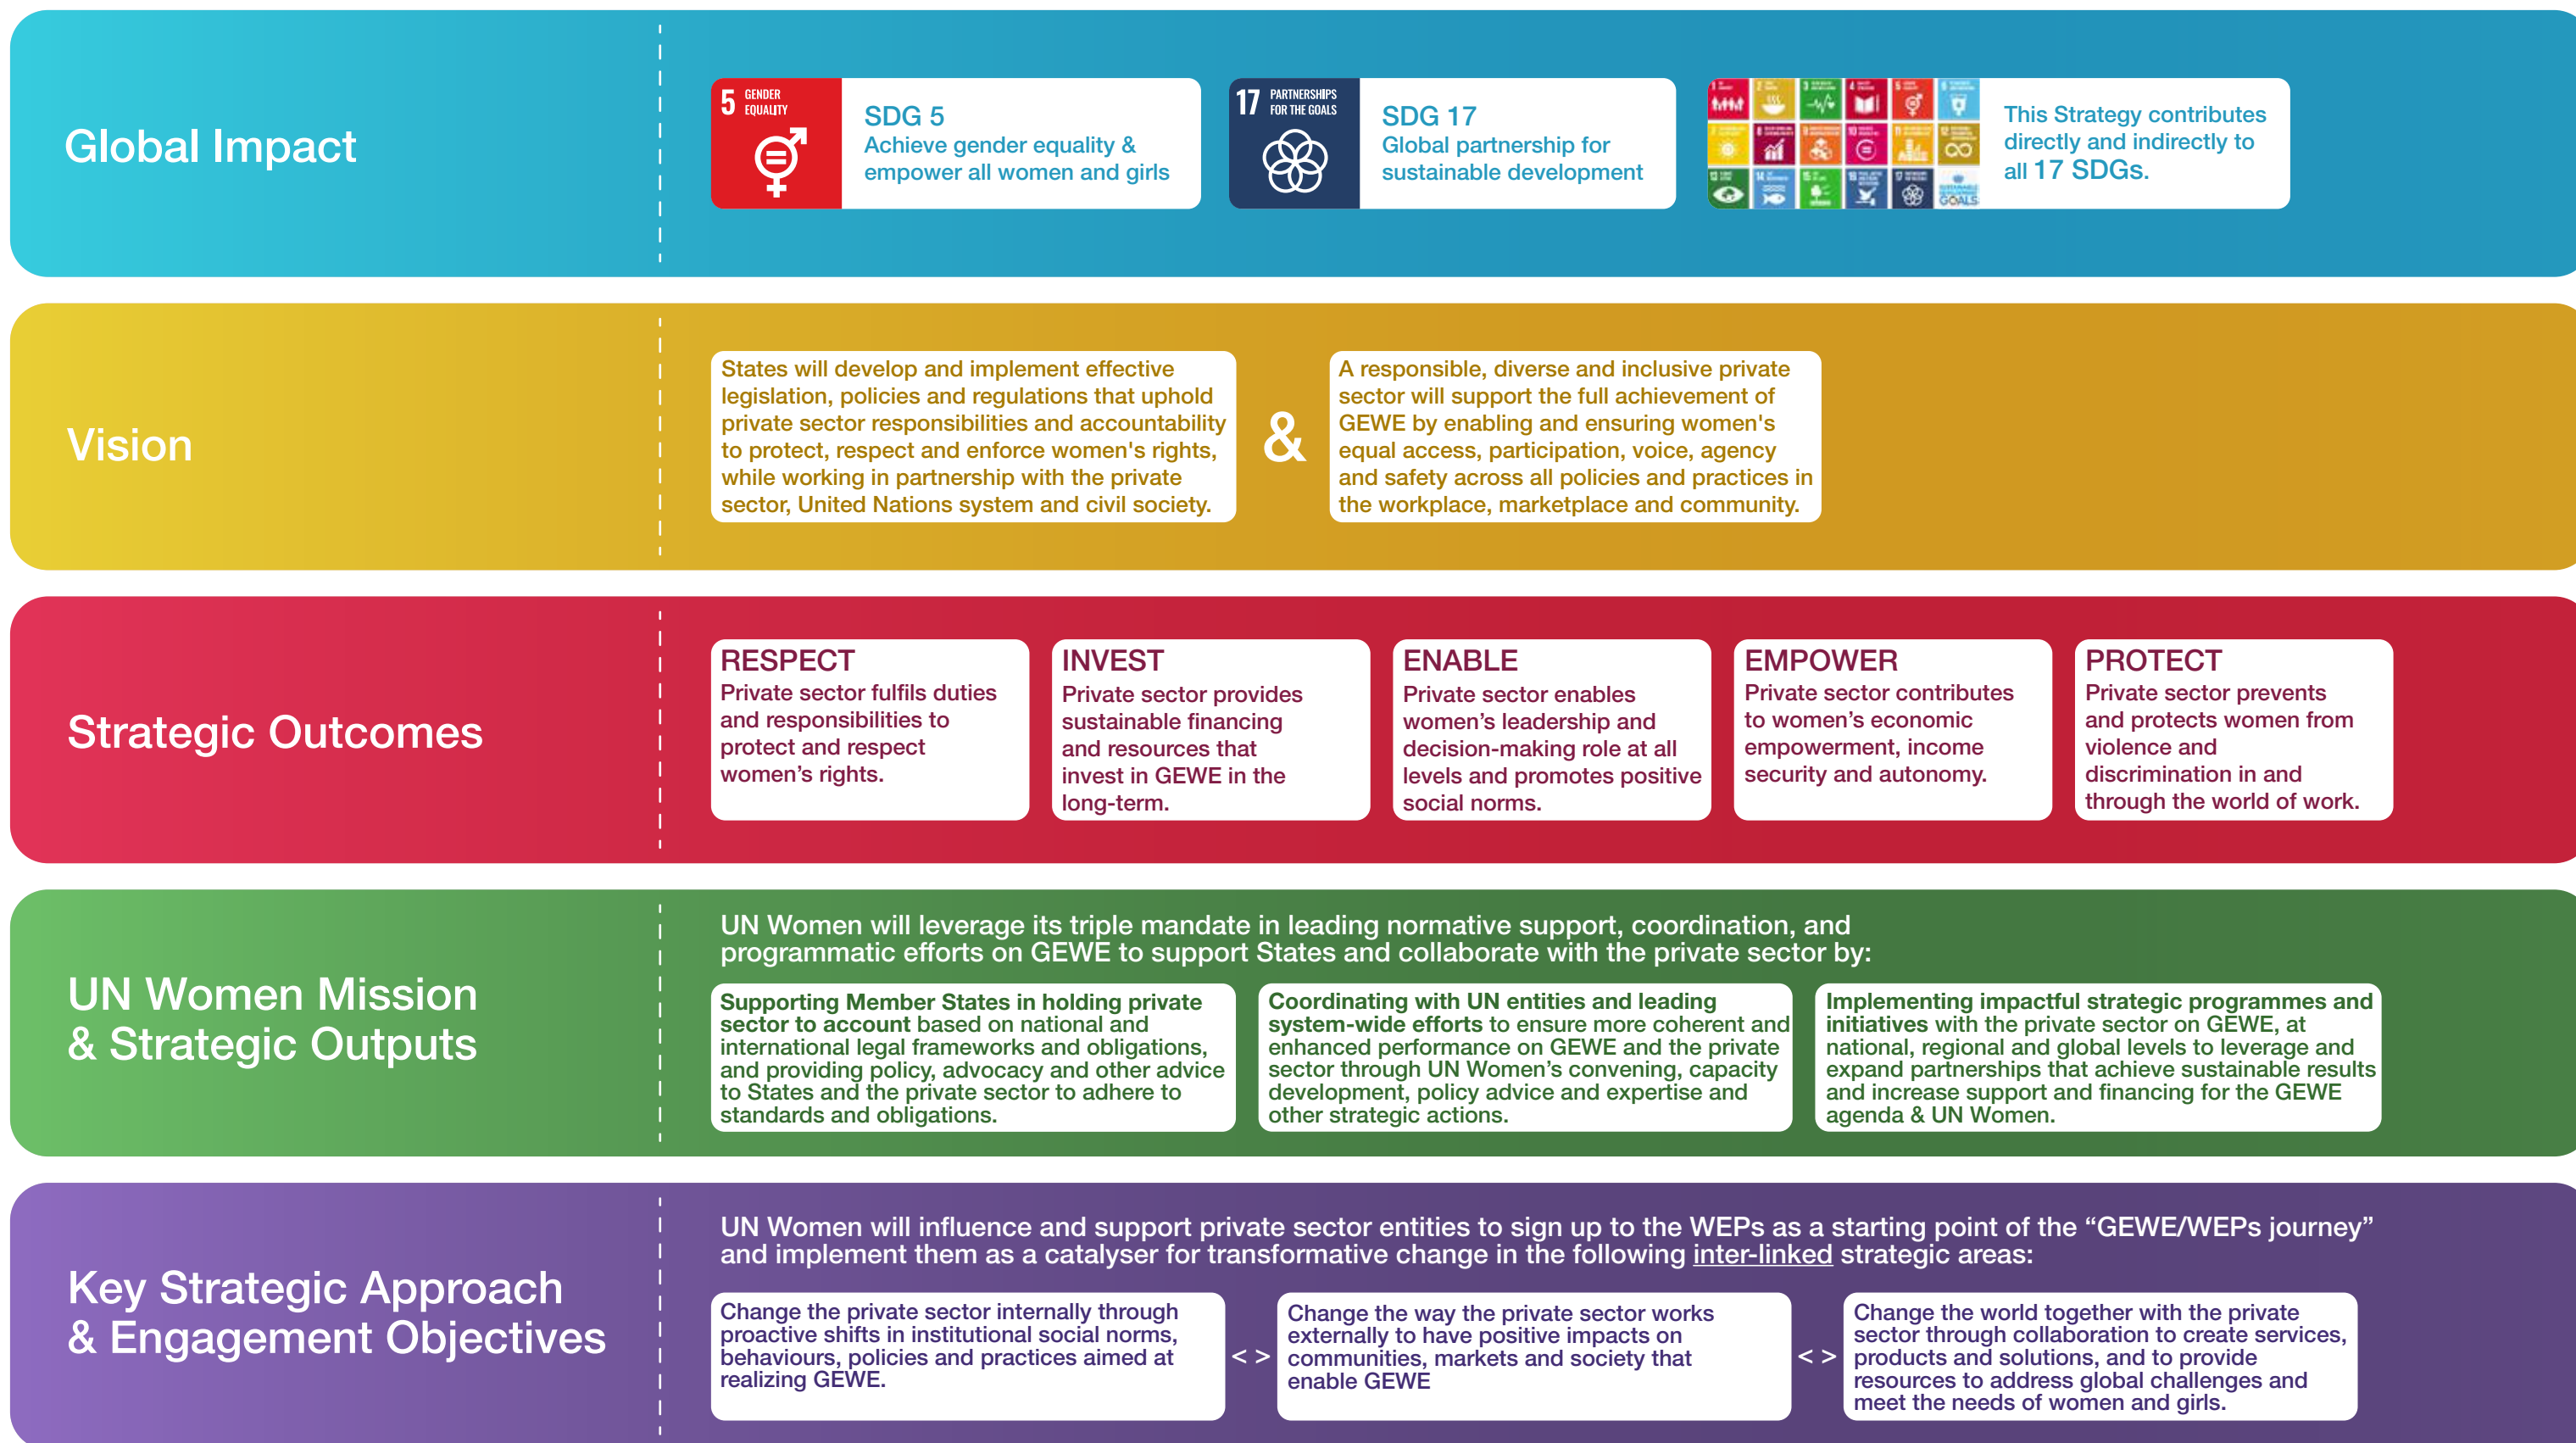 Global Impact
5 GENDER
EQUALITY
SDG 5
Achieve gender equality &
empower all women and girls
17 PARTNERSHIPS
FOR THE GOALS
SDG 17
Global partnership for
sustainable development
This Strategy contributes
directly and indirectly to
all 17 SDGs.
Vision
States will develop and implement effective
legislation, policies and regulations that uphold
private sector responsibilities and accountability
to protect, respect and enforce women's rights,
while working in partnership with the private
sector, United Nations system and civil society.
&
A responsible, diverse and inclusive private
sector will support the full achievement of
GEWE by enabling and ensuring women's
equal access, participation, voice, agency
and safety across all policies and practices in
the workplace, marketplace and community.
Strategic Outcomes
RESPECT
Private sector fulfils duties
and responsibilities to
protect and respect
women’s rights.
INVEST
Private sector provides
sustainable financing
and resources that
invest in GEWE in the
long-term.
ENABLE
Private sector enables
women’s leadership and
decision-making role at all
levels and promotes positive
social norms.
EMPOWER
Private sector contributes
to women’s economic
empowerment, income
security and autonomy.
PROTECT
Private sector prevents
and protects women from
violence and
discrimination in and
through the world of work.
UN Women Mission
& Strategic Outputs
UN Women will leverage its triple mandate in leading normative support, coordination, and
programmatic efforts on GEWE to support States and collaborate with the private sector by:
Supporting Member States in holding private
sector to account based on national and
international legal frameworks and obligations,
and providing policy, advocacy and other advice
to States and the private sector to adhere to
standards and obligations.
Coordinating with UN entities and leading
system-wide efforts to ensure more coherent and
enhanced performance on GEWE and the private
sector through UN Women’s convening, capacity
development, policy advice and expertise and
other strategic actions.
Implementing impactful strategic programmes and
initiatives with the private sector on GEWE, at
national, regional and global levels to leverage and
expand partnerships that achieve sustainable results
and increase support and financing for the GEWE
agenda & UN Women.
Key Strategic Approach
& Engagement Objectives
UN Women will influence and support private sector entities to sign up to the WEPs as a starting point of the “GEWE/WEPs journey”
and implement them as a catalyser for transformative change in the following inter-linked strategic areas:
Change the private sector internally through
proactive shifts in institutional social norms,
behaviours, policies and practices aimed at
realizing GEWE.
< >
Change the way the private sector works
externally to have positive impacts on
communities, markets and society that
enable GEWE
< >
Change the world together with the private
sector through collaboration to create services,
products and solutions, and to provide
resources to address global challenges and
meet the needs of women and girls.